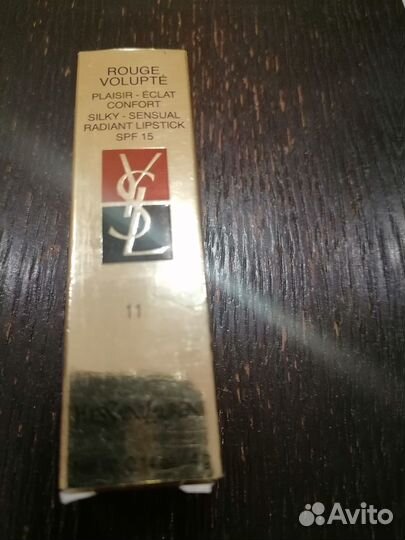 ROUGE
VOLUPTÉ
PLAISIR - ÉCLAT
CONFORT
SILKY - SENSUAL
RADIANT LIPSTICK
SPF 15
YSL
11
Avito